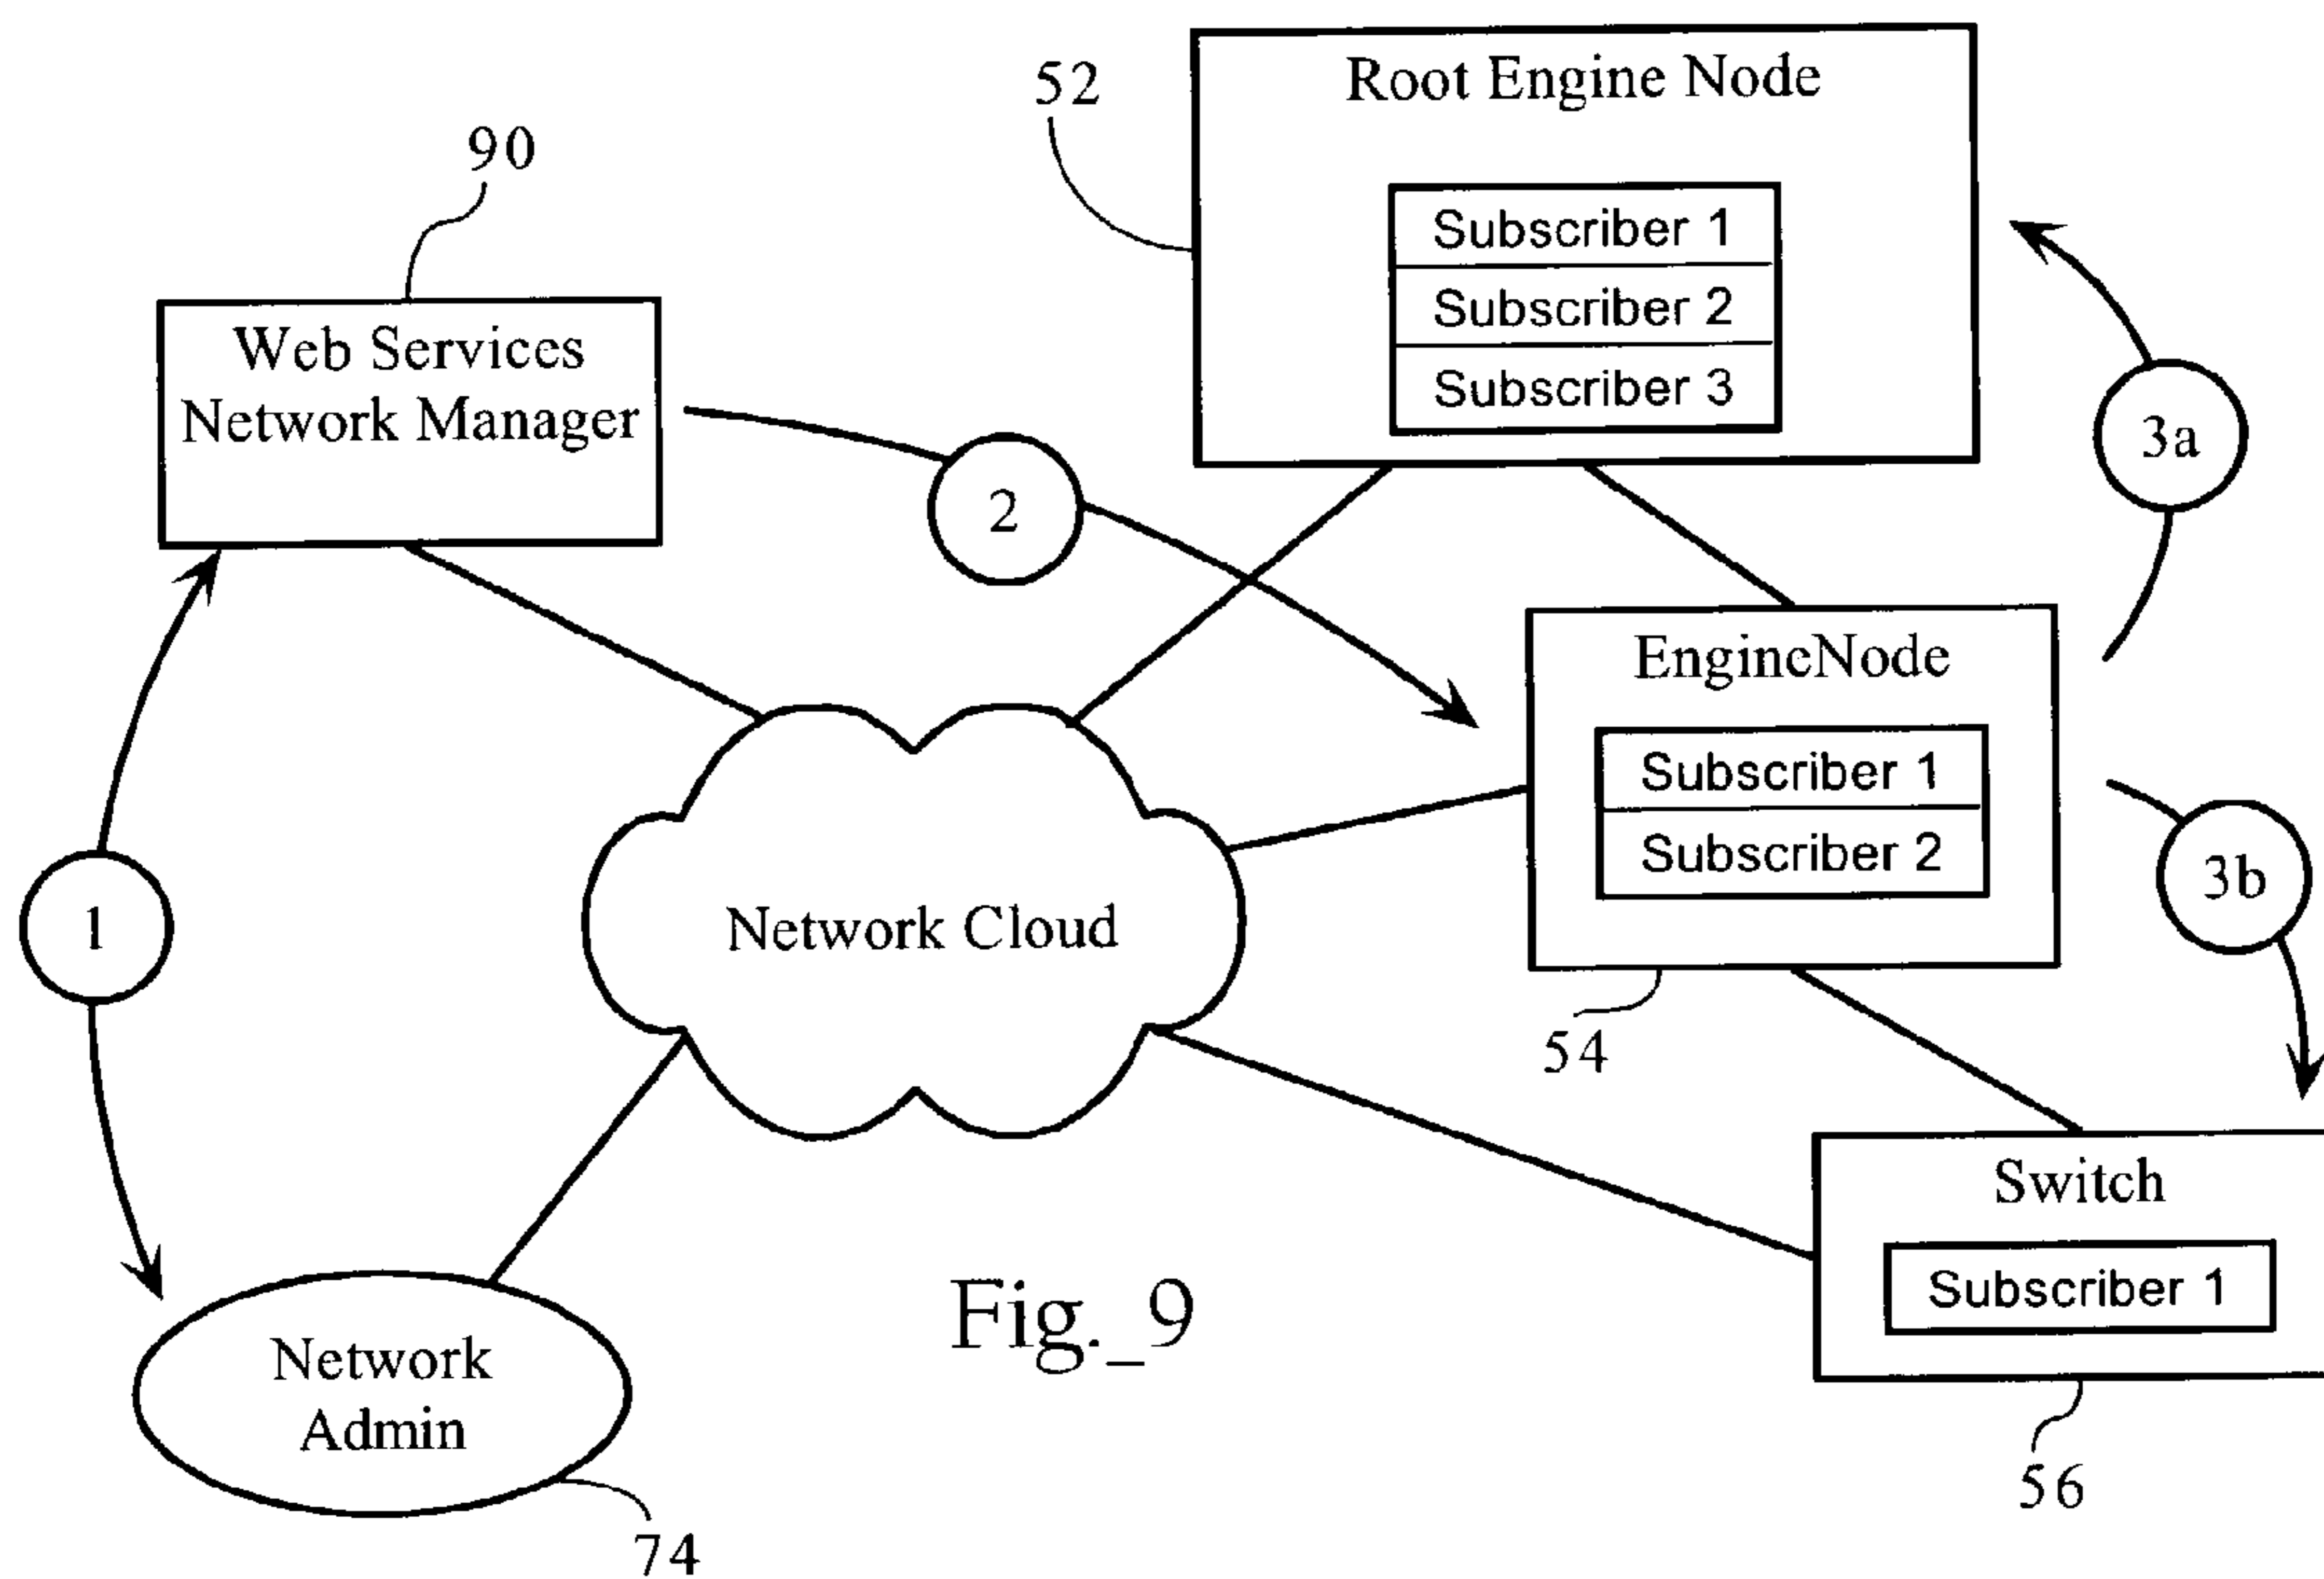 52
Root Engine Node
Subscriber 1
Subscriber 2
Subscriber 3
90
Web Services
Network Manager
2
3a
EngineNode
Subscriber 1
Subscriber 2
54
3b
1
Network Cloud
Switch
Subscriber 1
56
Fig._9
Network
Admin
74